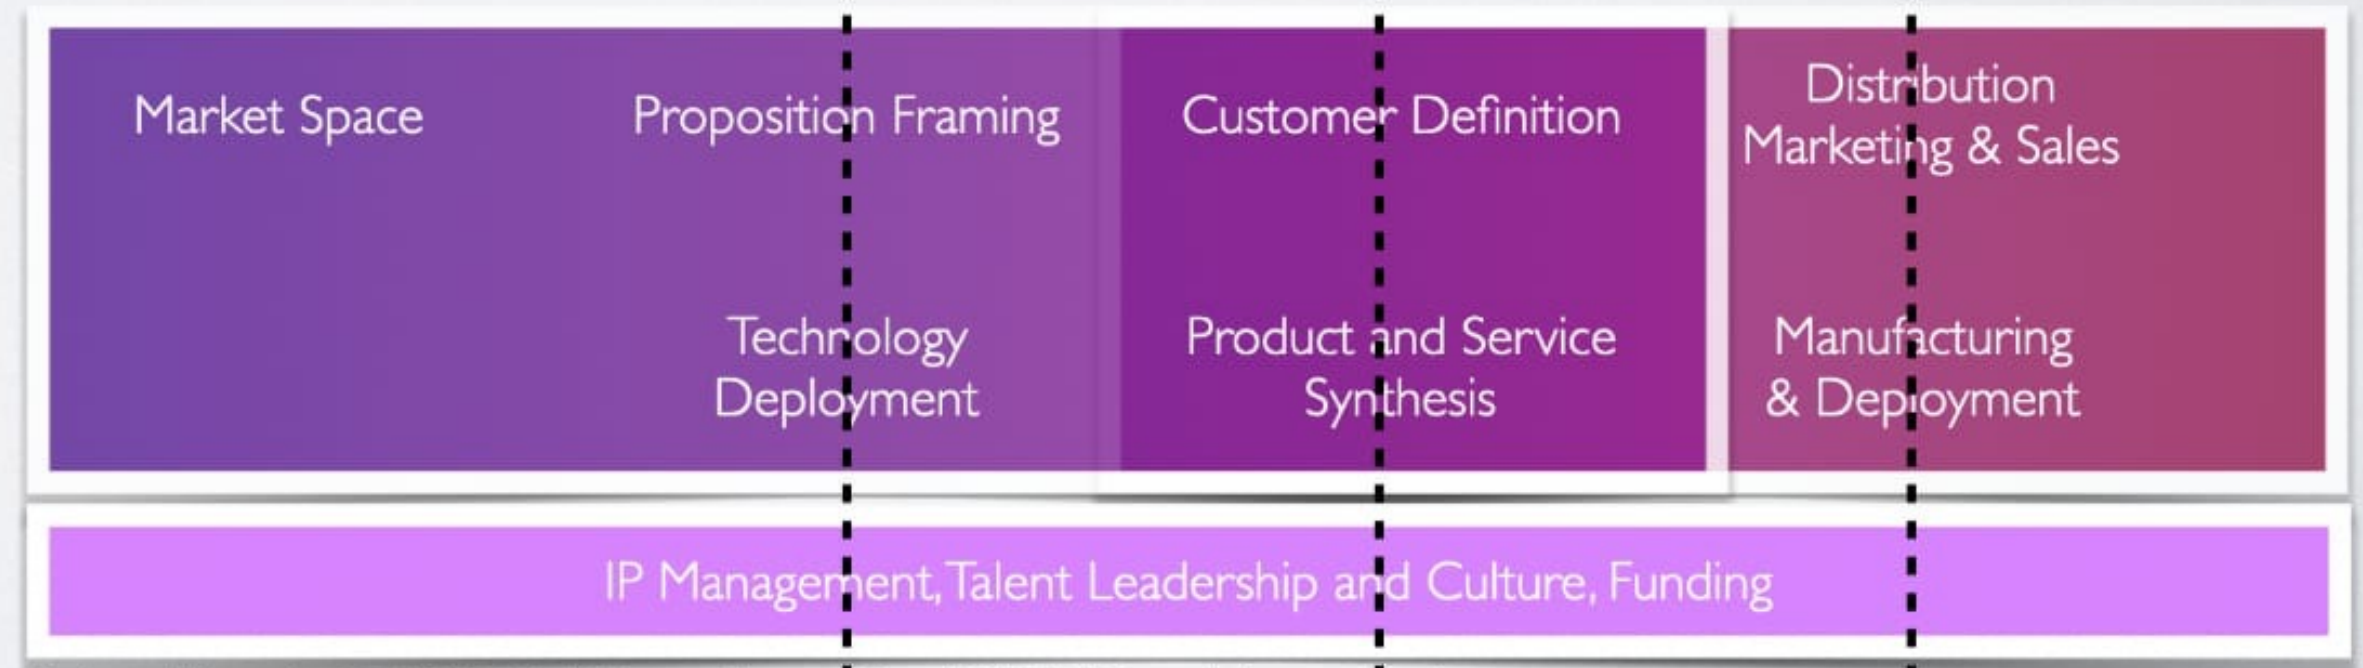 Market Space
Proposition Framing
Customer Definition
Distribution
Marketing & Sales
Technology
Deployment
Product and Service
Synthesis
Manufacturing
& Deployment
IP Management, Talent Leadership and Culture, Funding